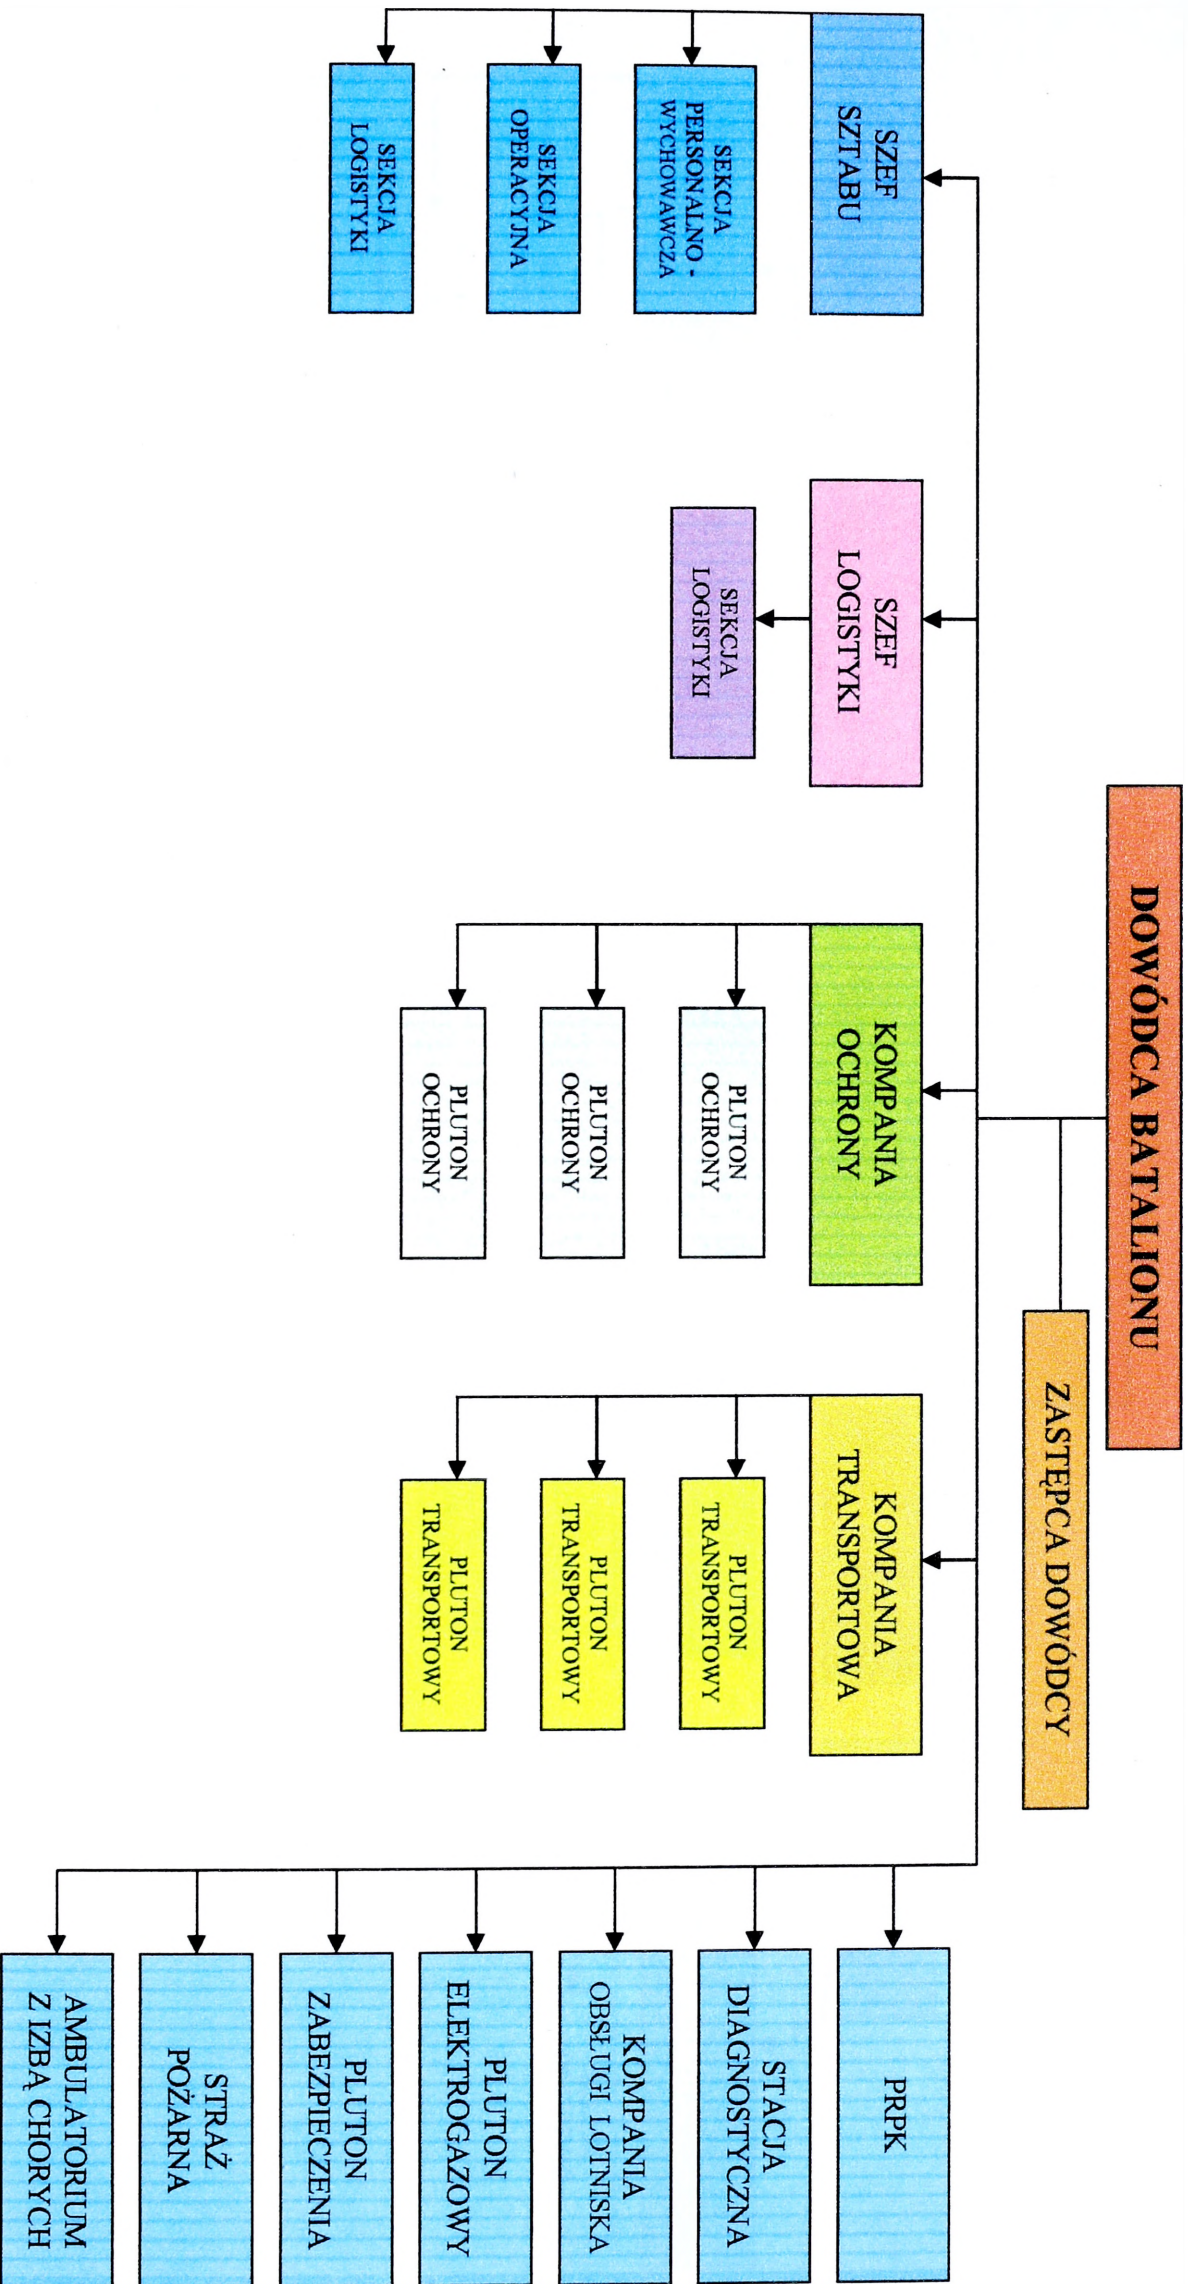 DOWÓDCA BATALIONU
ZASTĘPCA DOWÓDCY
SZEF
SZTABU
SEKCJA
PERSONALNO -
WYCHOWAWCZA
SEKCJA
OPERACYJNA
SEKCJA
LOGISTYKI
SZEF
LOGISTYKI
SEKCJA
LOGISTYKI
KOMPANIA
OCHRONY
PLUTON
OCHRONY
PLUTON
OCHRONY
PLUTON
OCHRONY
KOMPANIA
TRANSPORTOWA
PLUTON
TRANSPORTOWY
PLUTON
TRANSPORTOWY
PLUTON
TRANSPORTOWY
PRPK
STACJA
DIAGNOSTYCZNA
KOMPANIA
OBSŁUGI LOTNISKA
PLUTON
ELEKTROGAZOWY
PLUTON
ZABEZPIECZENIA
STRAŻ
POŻARNA
AMBULATORIUM
Z IZBĄ CHORYCH